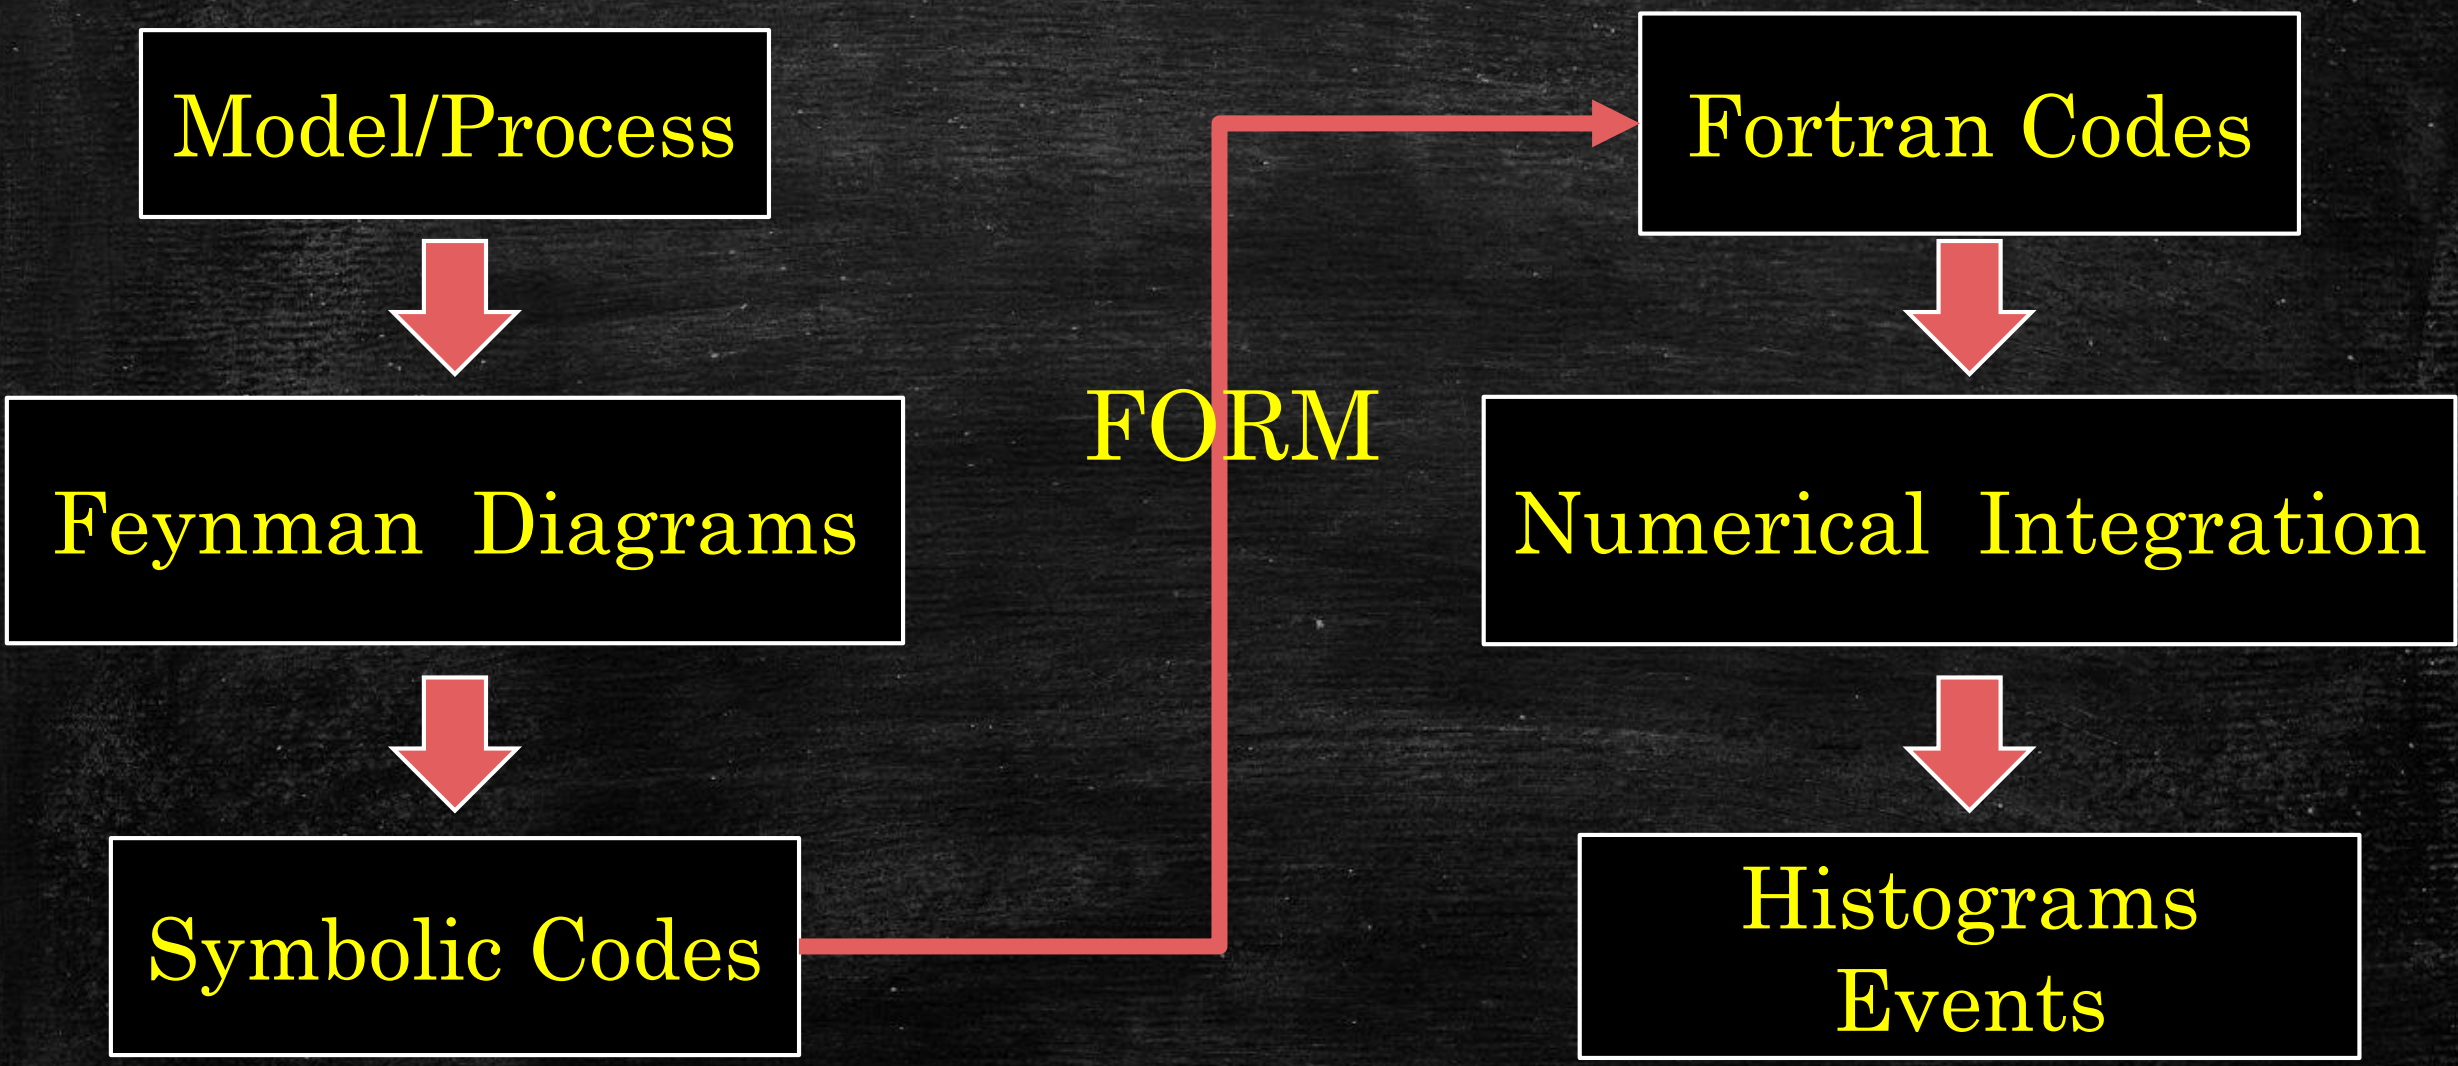 Model/Process
Feynman Diagrams
Symbolic Codes
FORM
Fortran Codes
Numerical Integration
Histograms
Events